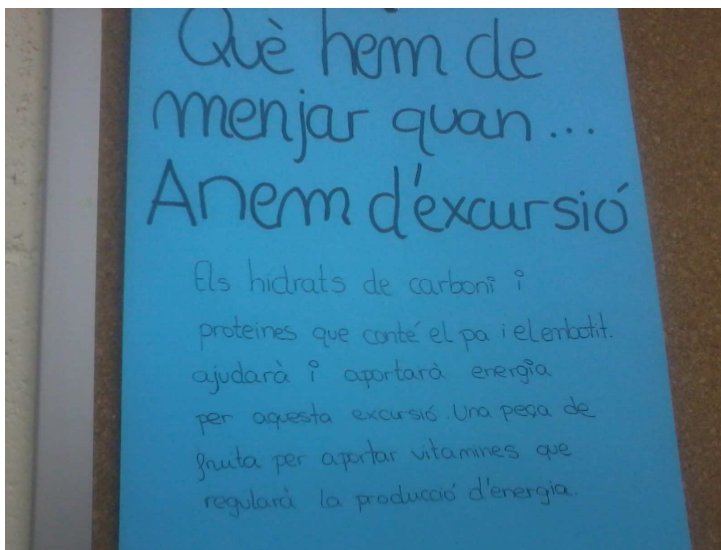 Què hem de
menjar quan...
Anem d'excursió
Els hidrats de carboni i
proteines que conté el pa i el embotit.
ajudarà i aportarà energia
per aquesta excursió. Una peça de
fruita per aportar vitamines que
regularà la producció d'energia.